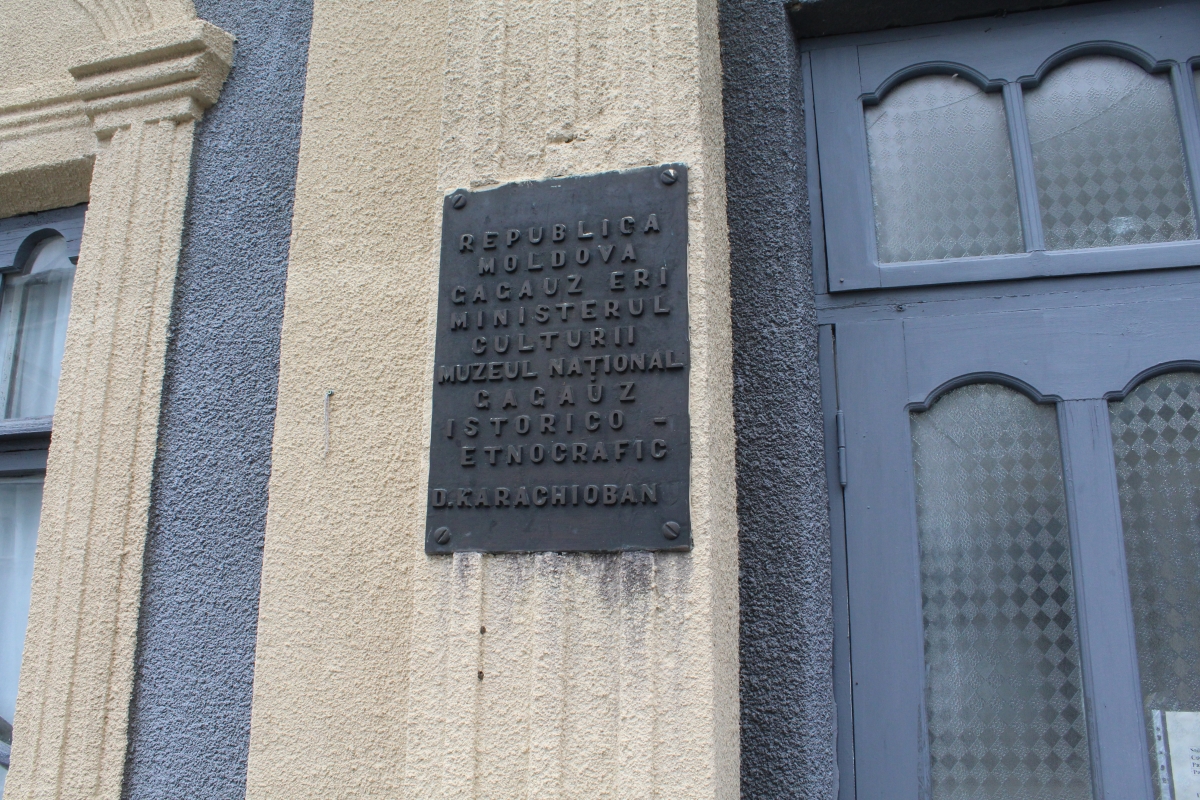 REPUBLICA
MOLDOVA
GAGAUZ ERI
MINISTERUL
CULTURII
MUZEUL NAȚIONAL
GAGAUZ
ISTORICO -
ETNOGRAFIC
D.KARACHIOBAN